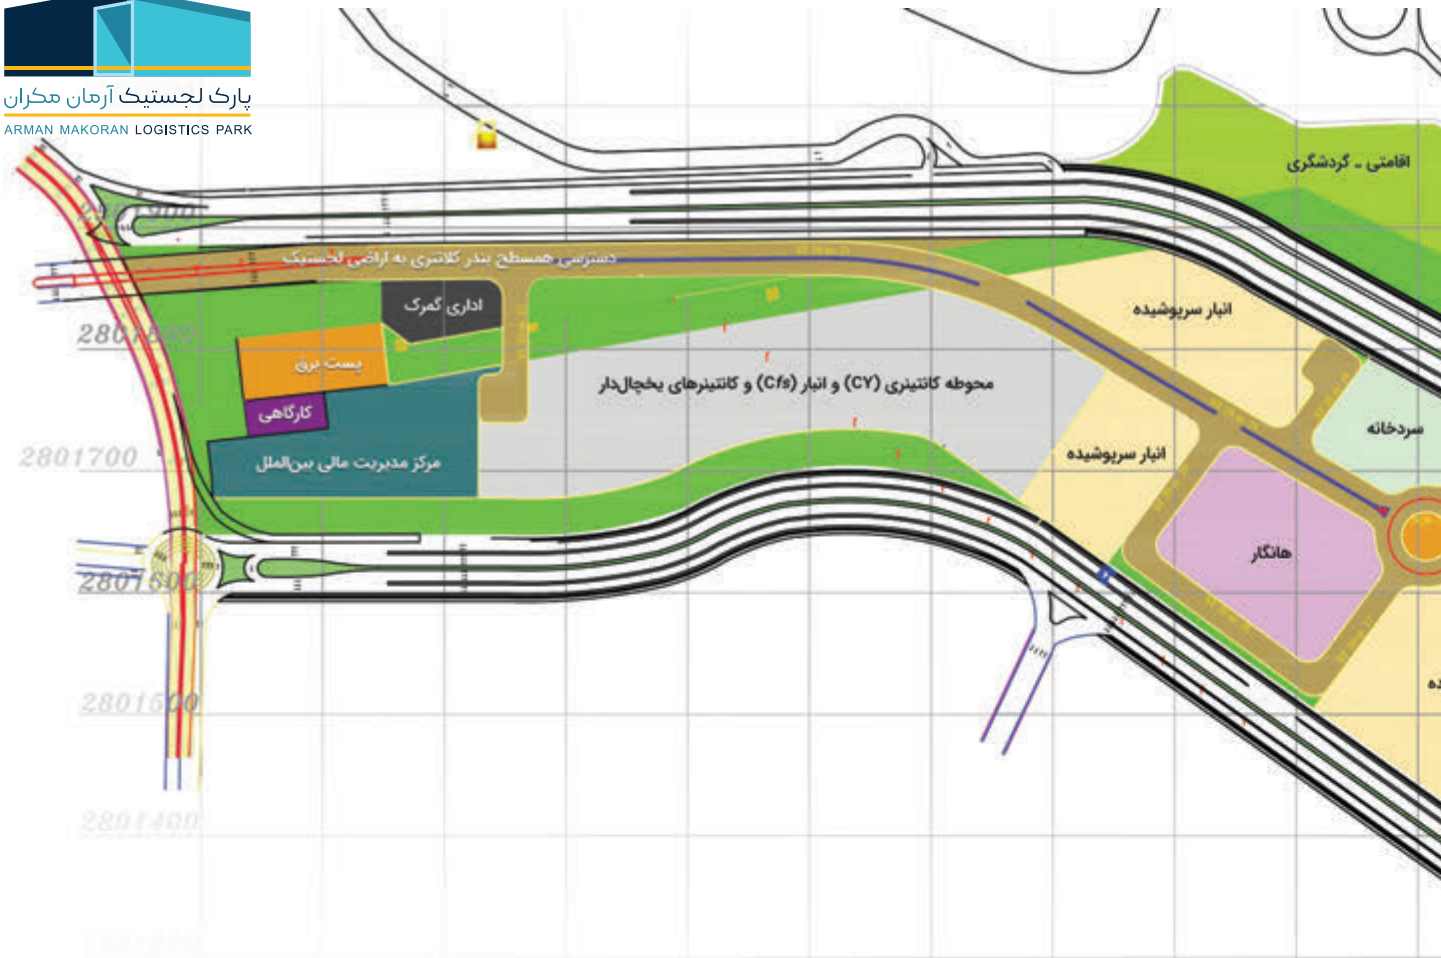 پارک لجستیک آرمان مکران
ARMAN MAKORAN LOGISTICS PARK
اقامتی ـ گردشگری
دسترسی همسطح بندر کلانتری به اراضی لجستیک
اداری گمرک
انبار سرپوشیده
2801800
پست برق
محوطه کانتینری (CY) و انبار (Cfs) و کانتینرهای یخچال‌دار
کارگاهی
سردخانه
2801700
مرکز مدیریت مالی بین‌الملل
انبار سرپوشیده
هانگار
2801600
2801500
2801400